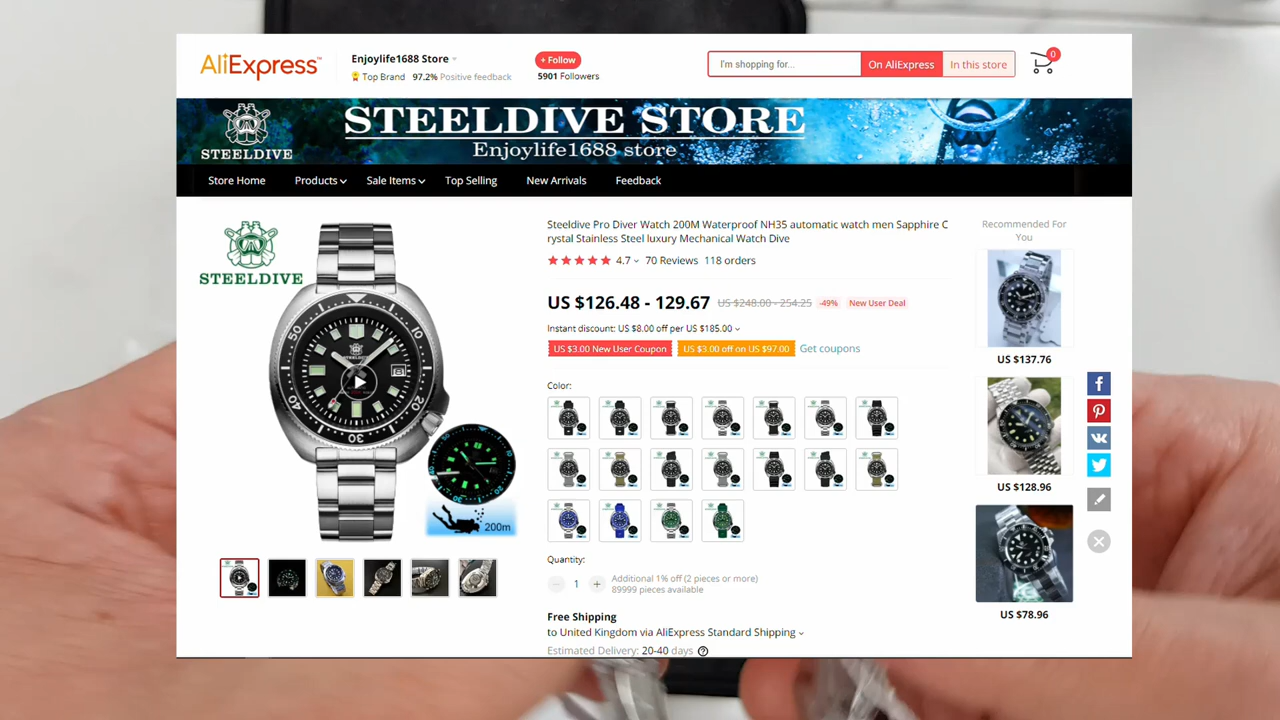 AliExpress™
Enjoylife1688 Store
Top Brand 97.2% Positive feedback
+ Follow
5901 Followers
I'm shopping for...
On AliExpress
In this store
0
STEELDIVE
STEELDIVE STORE
Enjoylife1688 store
Store Home
Products
Sale Items
Top Selling
New Arrivals
Feedback
STEELDIVE
200m
Steeldive Pro Diver Watch 200M Waterproof NH35 automatic watch men Sapphire C
rystal Stainless Steel luxury Mechanical Watch Dive
4.7 70 Reviews 118 orders
US $126.48 - 129.67 US $248.00 - 254.25 -49% New User Deal
Instant discount: US $8.00 off per US $185.00
US $3.00 New User Coupon US $3.00 off on US $97.00 Get coupons
Color:
Quantity:
1
Additional 1% off (2 pieces or more)
89999 pieces available
Free Shipping
to United Kingdom via AliExpress Standard Shipping
Estimated Delivery: 20-40 days
Recommended For
You
US $137.76
US $128.96
US $78.96